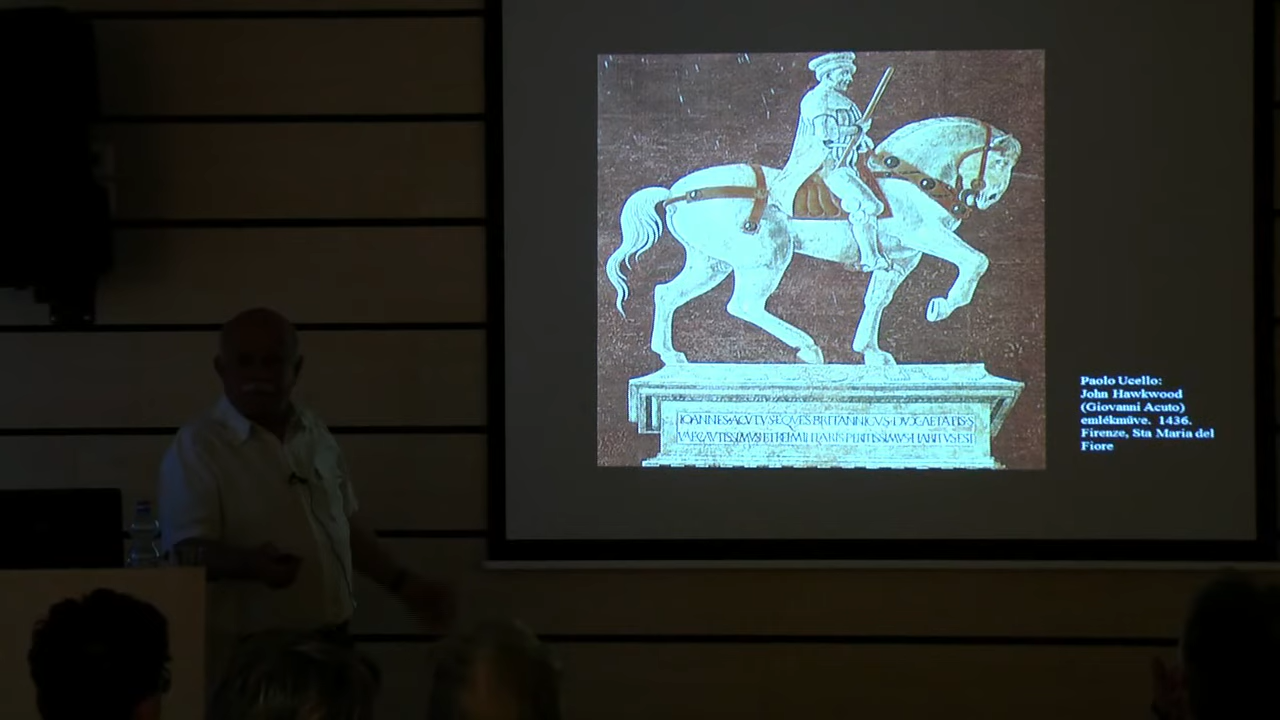 IOANNES·ACVTVS·EQVES·BRITANNICVS·DVX·AETATIS·S
VAE·CAVTISSIMVS·ET·REI·MILITARIS·PERITISSIMVS·HABITVS·EST
Paolo Ucello:
John Hawkwood
(Giovanni Acuto)
emlékmüve. 1436.
Firenze, Sta Maria del
Fiore